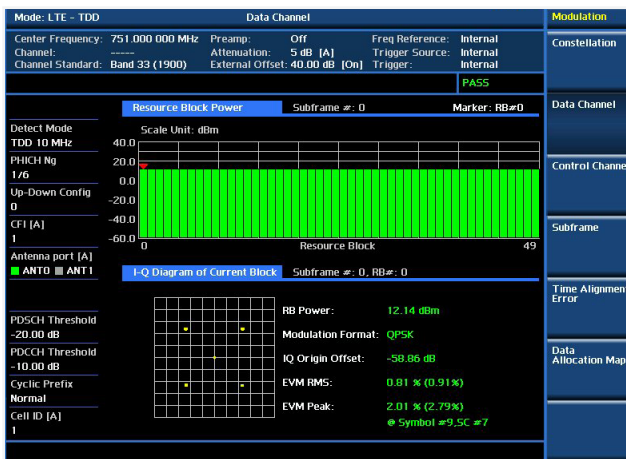 Mode: LTE - TDD Data Channel Modulation
Center Frequency: 751.000 000 MHz Preamp: Off Freq Reference: Internal
Channel: ----- Attenuation: 5 dB [A] Trigger Source: Internal
Channel Standard: Band 33 (1900) External Offset: 40.00 dB [On] Trigger: Internal
PASS
Constellation
Data Channel
Control Channe
Subframe
Time Alignmen
Error
Data
Allocation Map
Detect Mode
TDD 10 MHz
PHICH Ng
1/6
Up-Down Config
0
CFI [A]
1
Antenna port [A]
ANT0 ANT1
PDSCH Threshold
-20.00 dB
PDCCH Threshold
-10.00 dB
Cyclic Prefix
Normal
Cell ID [A]
1
Resource Block Power Subframe #: 0 Marker: RB#0
Scale Unit: dBm
40.0
20.0
0.0
-20.0
-40.0
-60.0
0 Resource Block 49
I-Q Diagram of Current Block Subframe #: 0, RB#: 0
RB Power: 12.14 dBm
Modulation Format: QPSK
IQ Origin Offset: -58.86 dB
EVM RMS: 0.81 % (0.91%)
EVM Peak: 2.01 % (2.79%)
@ Symbol #9,SC #7